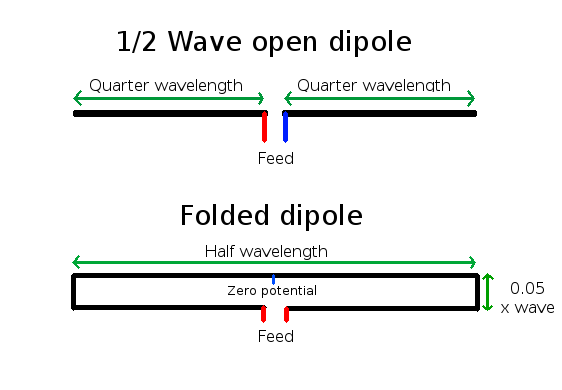 1/2 Wave open dipole
Quarter wavelength Quarter wavelength
Feed
Folded dipole
Half wavelength
Zero potential
0.05
x wave
Feed